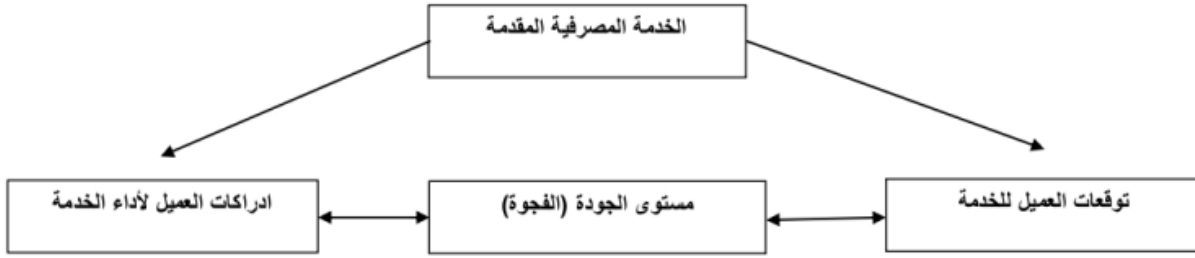 الخدمة المصرفية المقدمة
توقعات العميل للخدمة
مستوى الجودة (الفجوة)
ادراكات العميل لأداء الخدمة